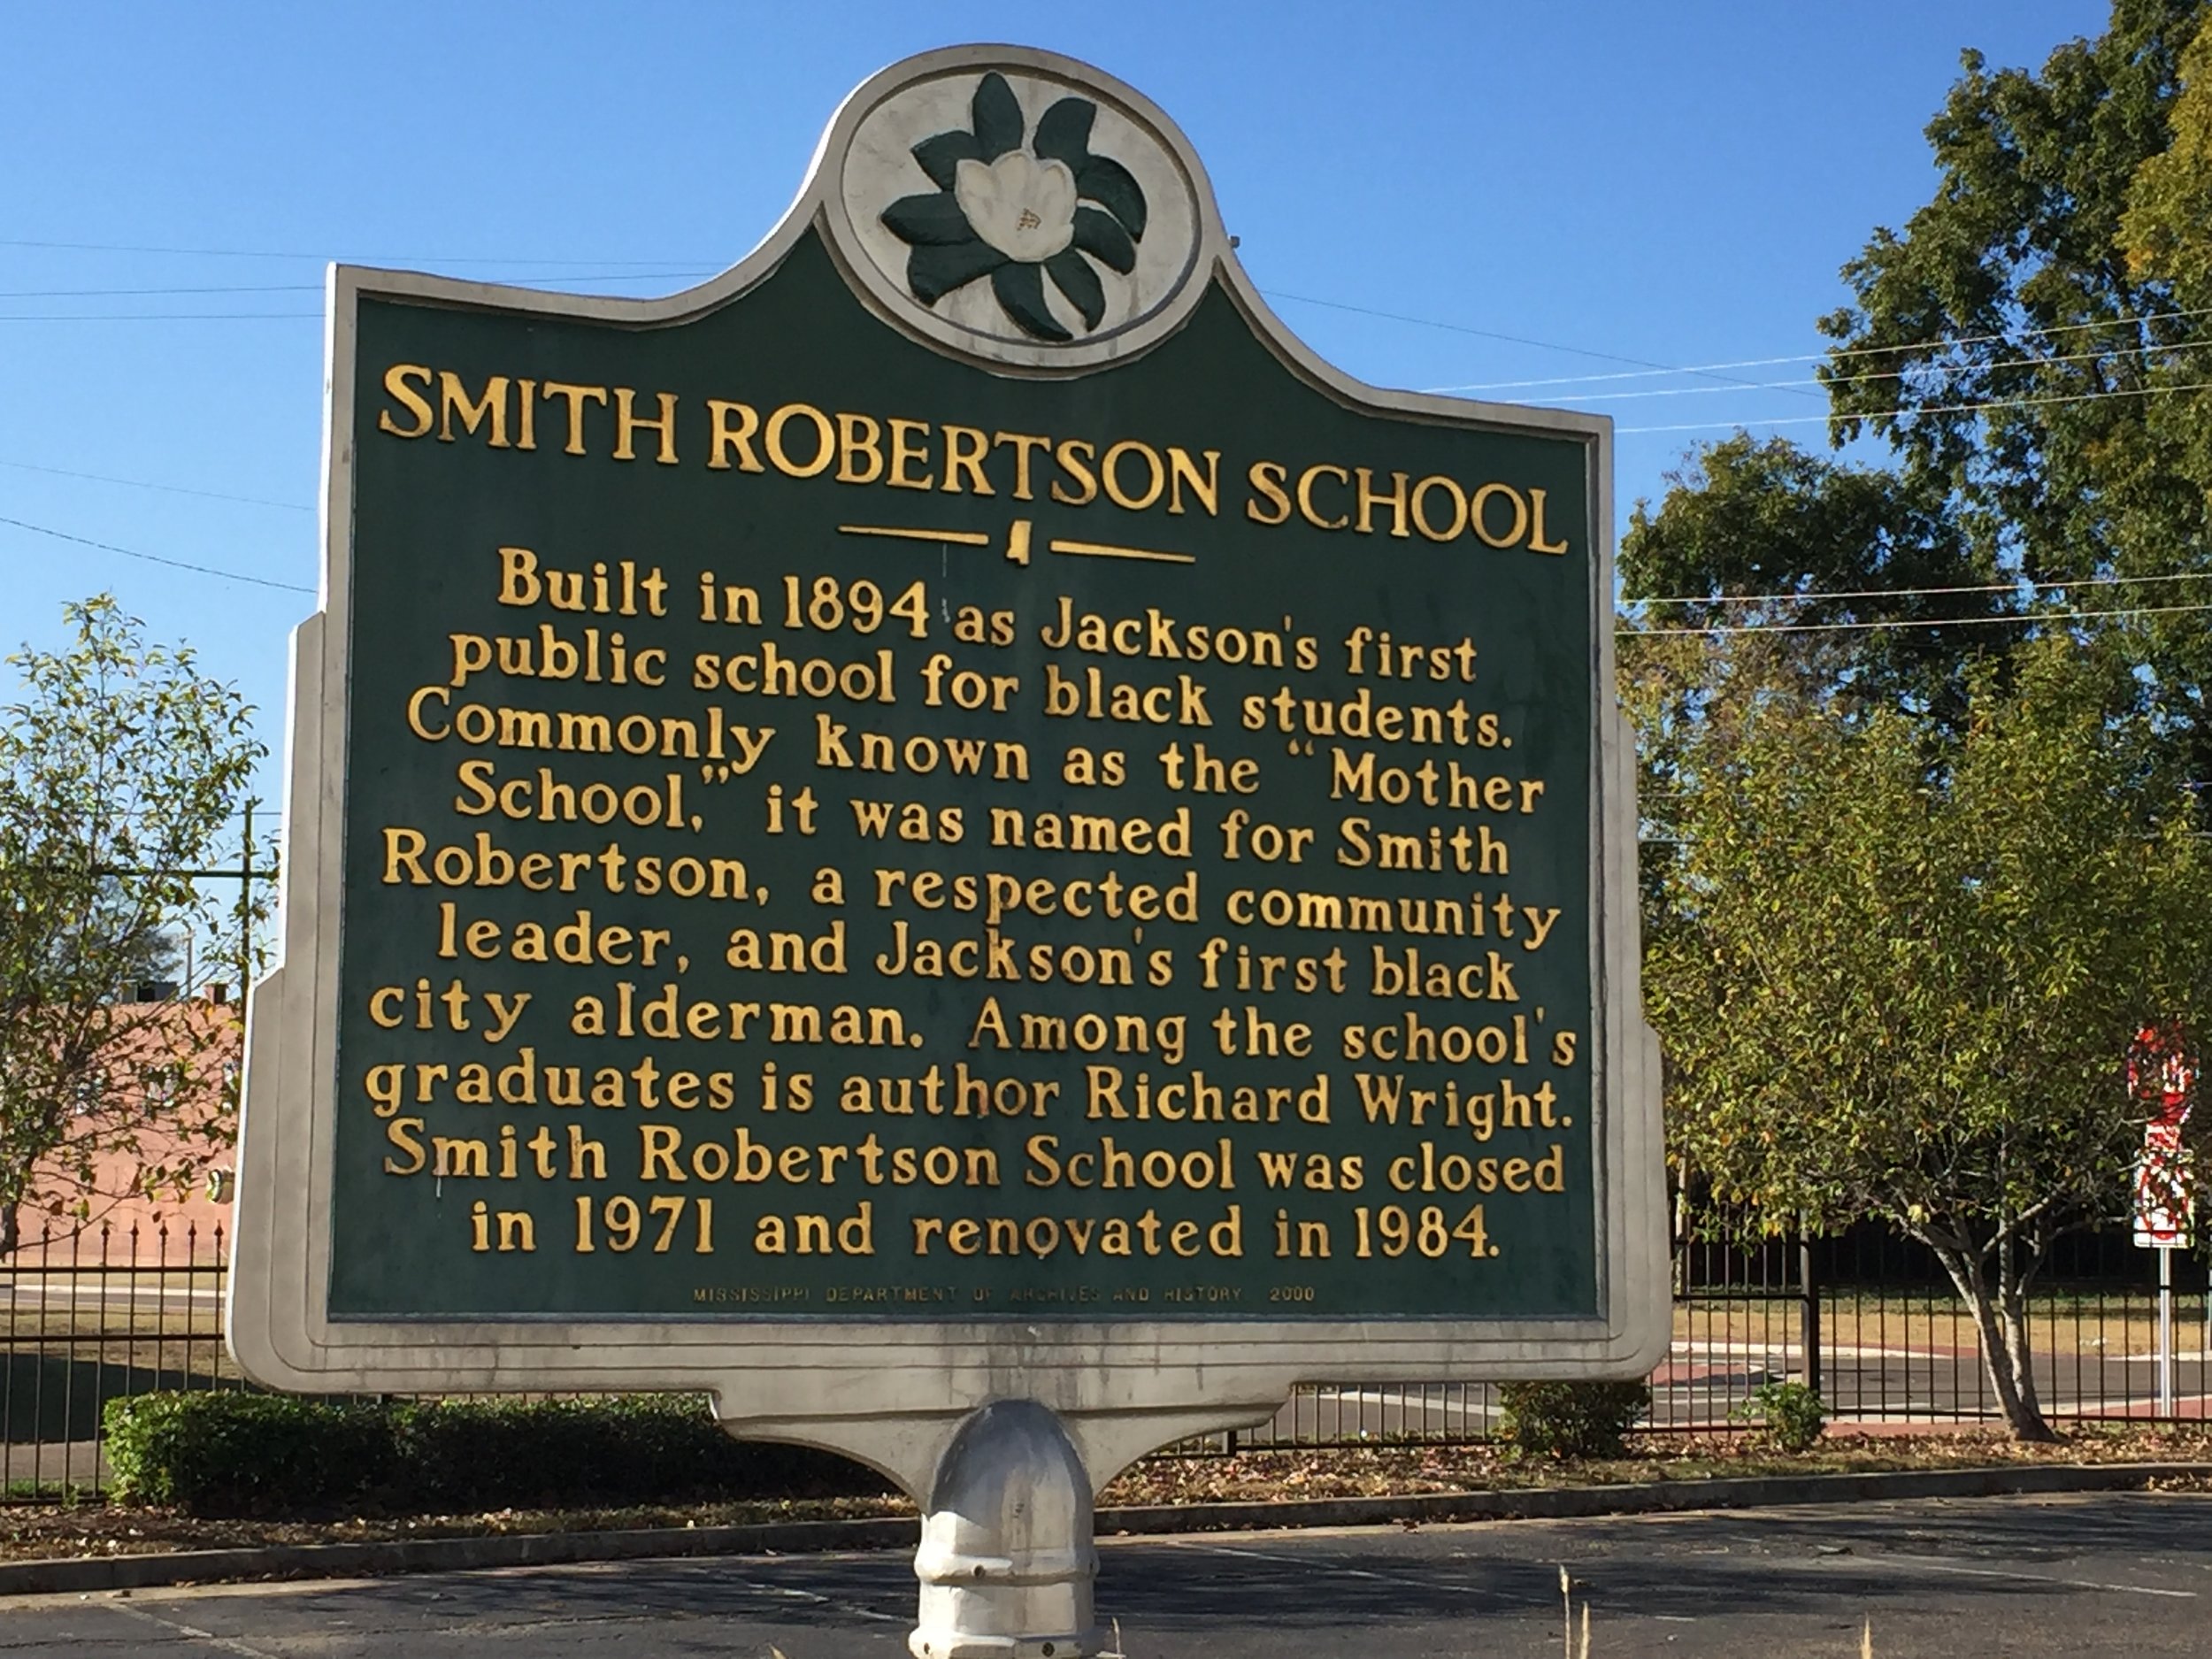 SMITH ROBERTSON SCHOOL
Built in 1894 as Jackson's first
public school for black students.
Commonly known as the "Mother
School," it was named for Smith
Robertson, a respected community
leader, and Jackson's first black
city alderman. Among the school's
graduates is author Richard Wright.
Smith Robertson School was closed
in 1971 and renovated in 1984.
MISSISSIPPI DEPARTMENT OF ARCHIVES AND HISTORY 2000